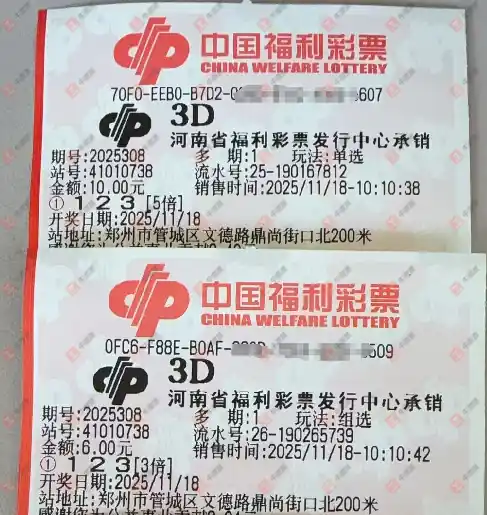 中国福利彩票
CHINA WELFARE LOTTERY
70F0-EEB0-B7D2-0 6607
3D
河南省福利彩票发行中心承销
期号:2025308 多 期:1 玩法:单选
站号:41010738 流水号:25-190167812
金额:10.00元 销售时间:2025/11/18-10:10:38
① 1 2 3 [5倍]
开奖日期:2025/11/18
站地址:郑州市管城区文德路鼎尚街口北200米
中国福利彩票
CHINA WELFARE LOTTERY
0FC6-F88E-B0AF- 509
3D
河南省福利彩票发行中心承销
期号:2025308 多 期:1 玩法:组选
站号:41010738 流水号:26-190265739
金额:6.00元 销售时间:2025/11/18-10:10:42
① 1 2 3 [3倍]
开奖日期:2025/11/18
站地址:郑州市管城区文德路鼎尚街口北200米